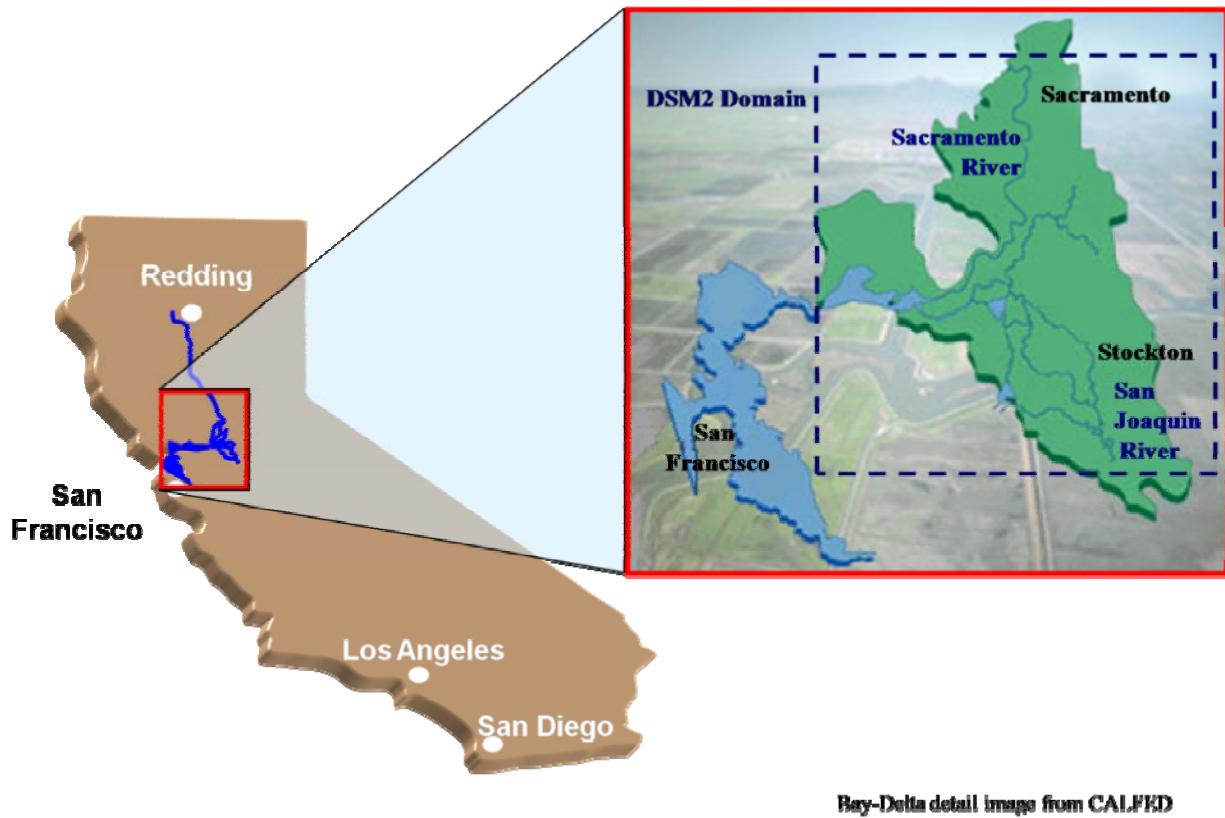 Redding
San
Francisco
Los Angeles
San Diego
DSM2 Domain
Sacramento
Sacramento
River
Stockton
San
Joaquin
River
San
Francisco
Bay-Delta detail image from CALFED